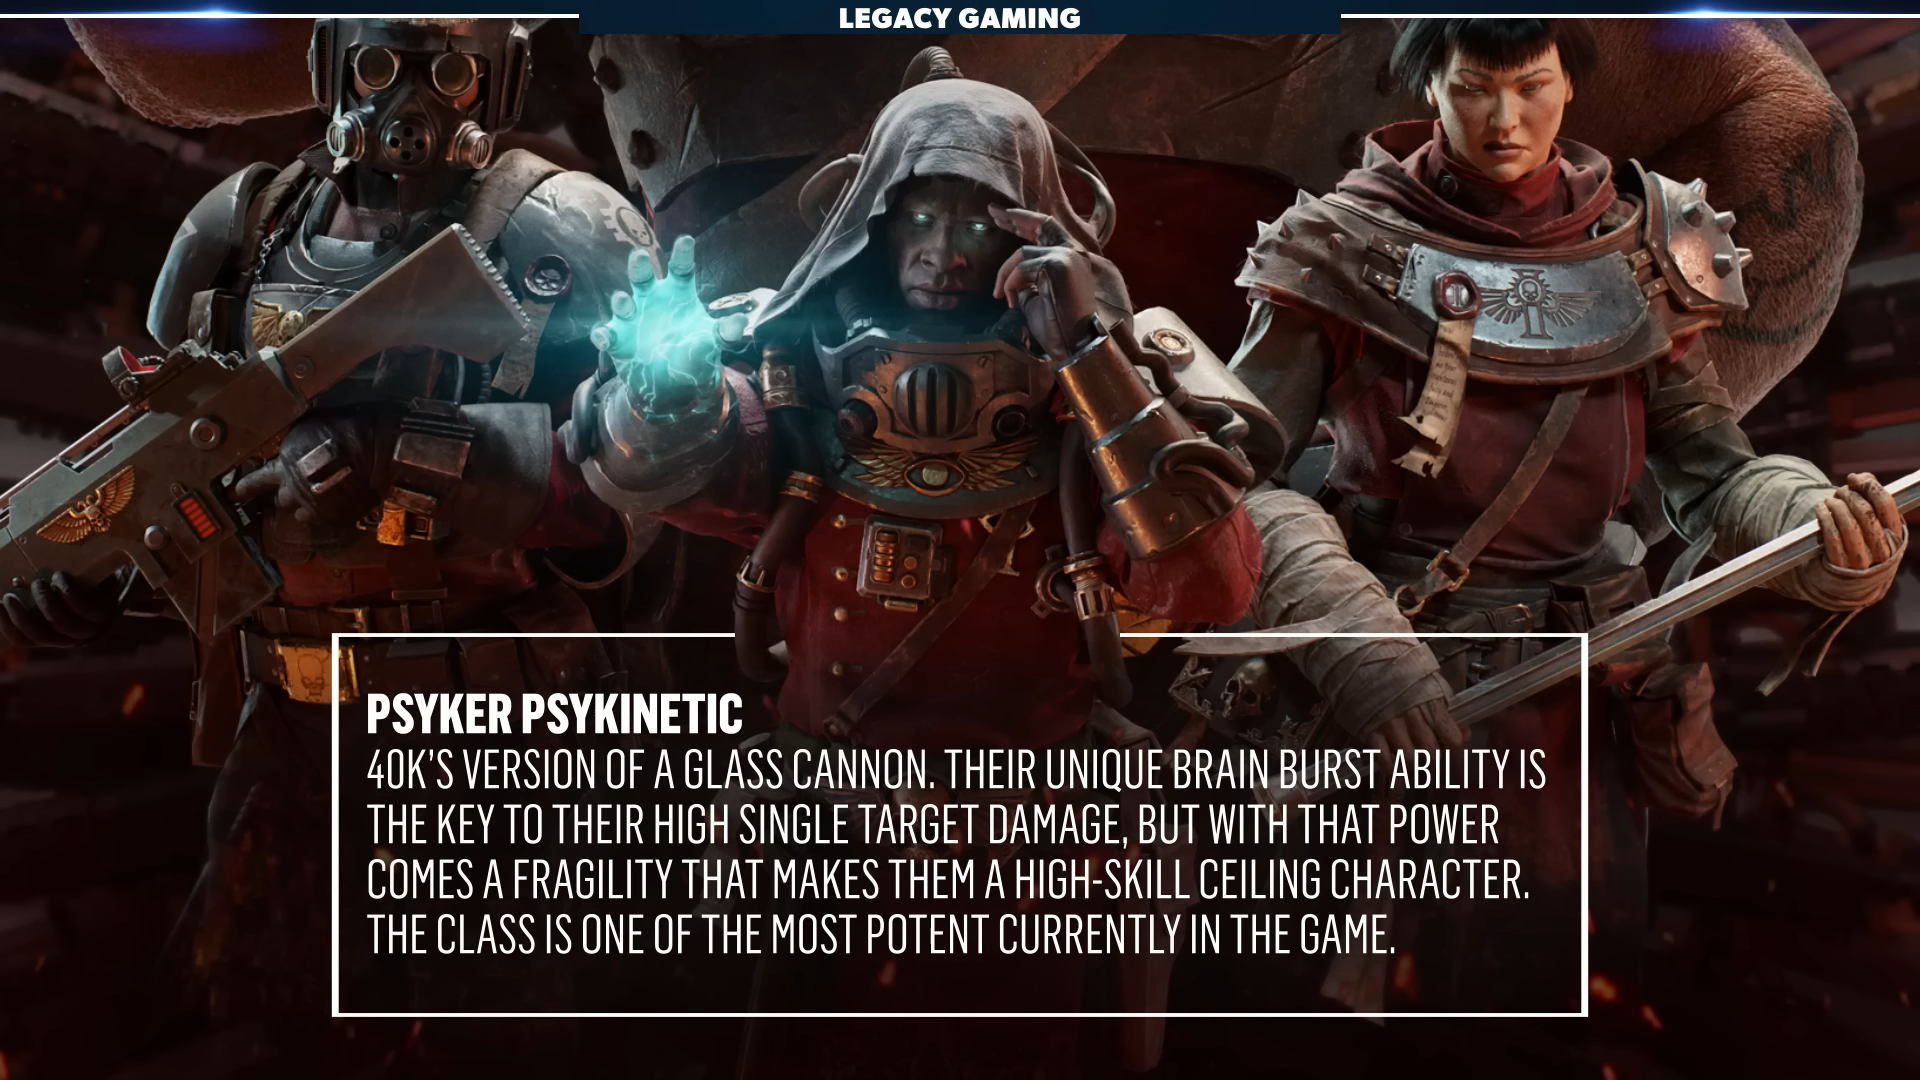 LEGACY GAMING
PSYKER PSYKINETIC
40K'S VERSION OF A GLASS CANNON. THEIR UNIQUE BRAIN BURST ABILITY IS
THE KEY TO THEIR HIGH SINGLE TARGET DAMAGE, BUT WITH THAT POWER
COMES A FRAGILITY THAT MAKES THEM A HIGH-SKILL CEILING CHARACTER.
THE CLASS IS ONE OF THE MOST POTENT CURRENTLY IN THE GAME.